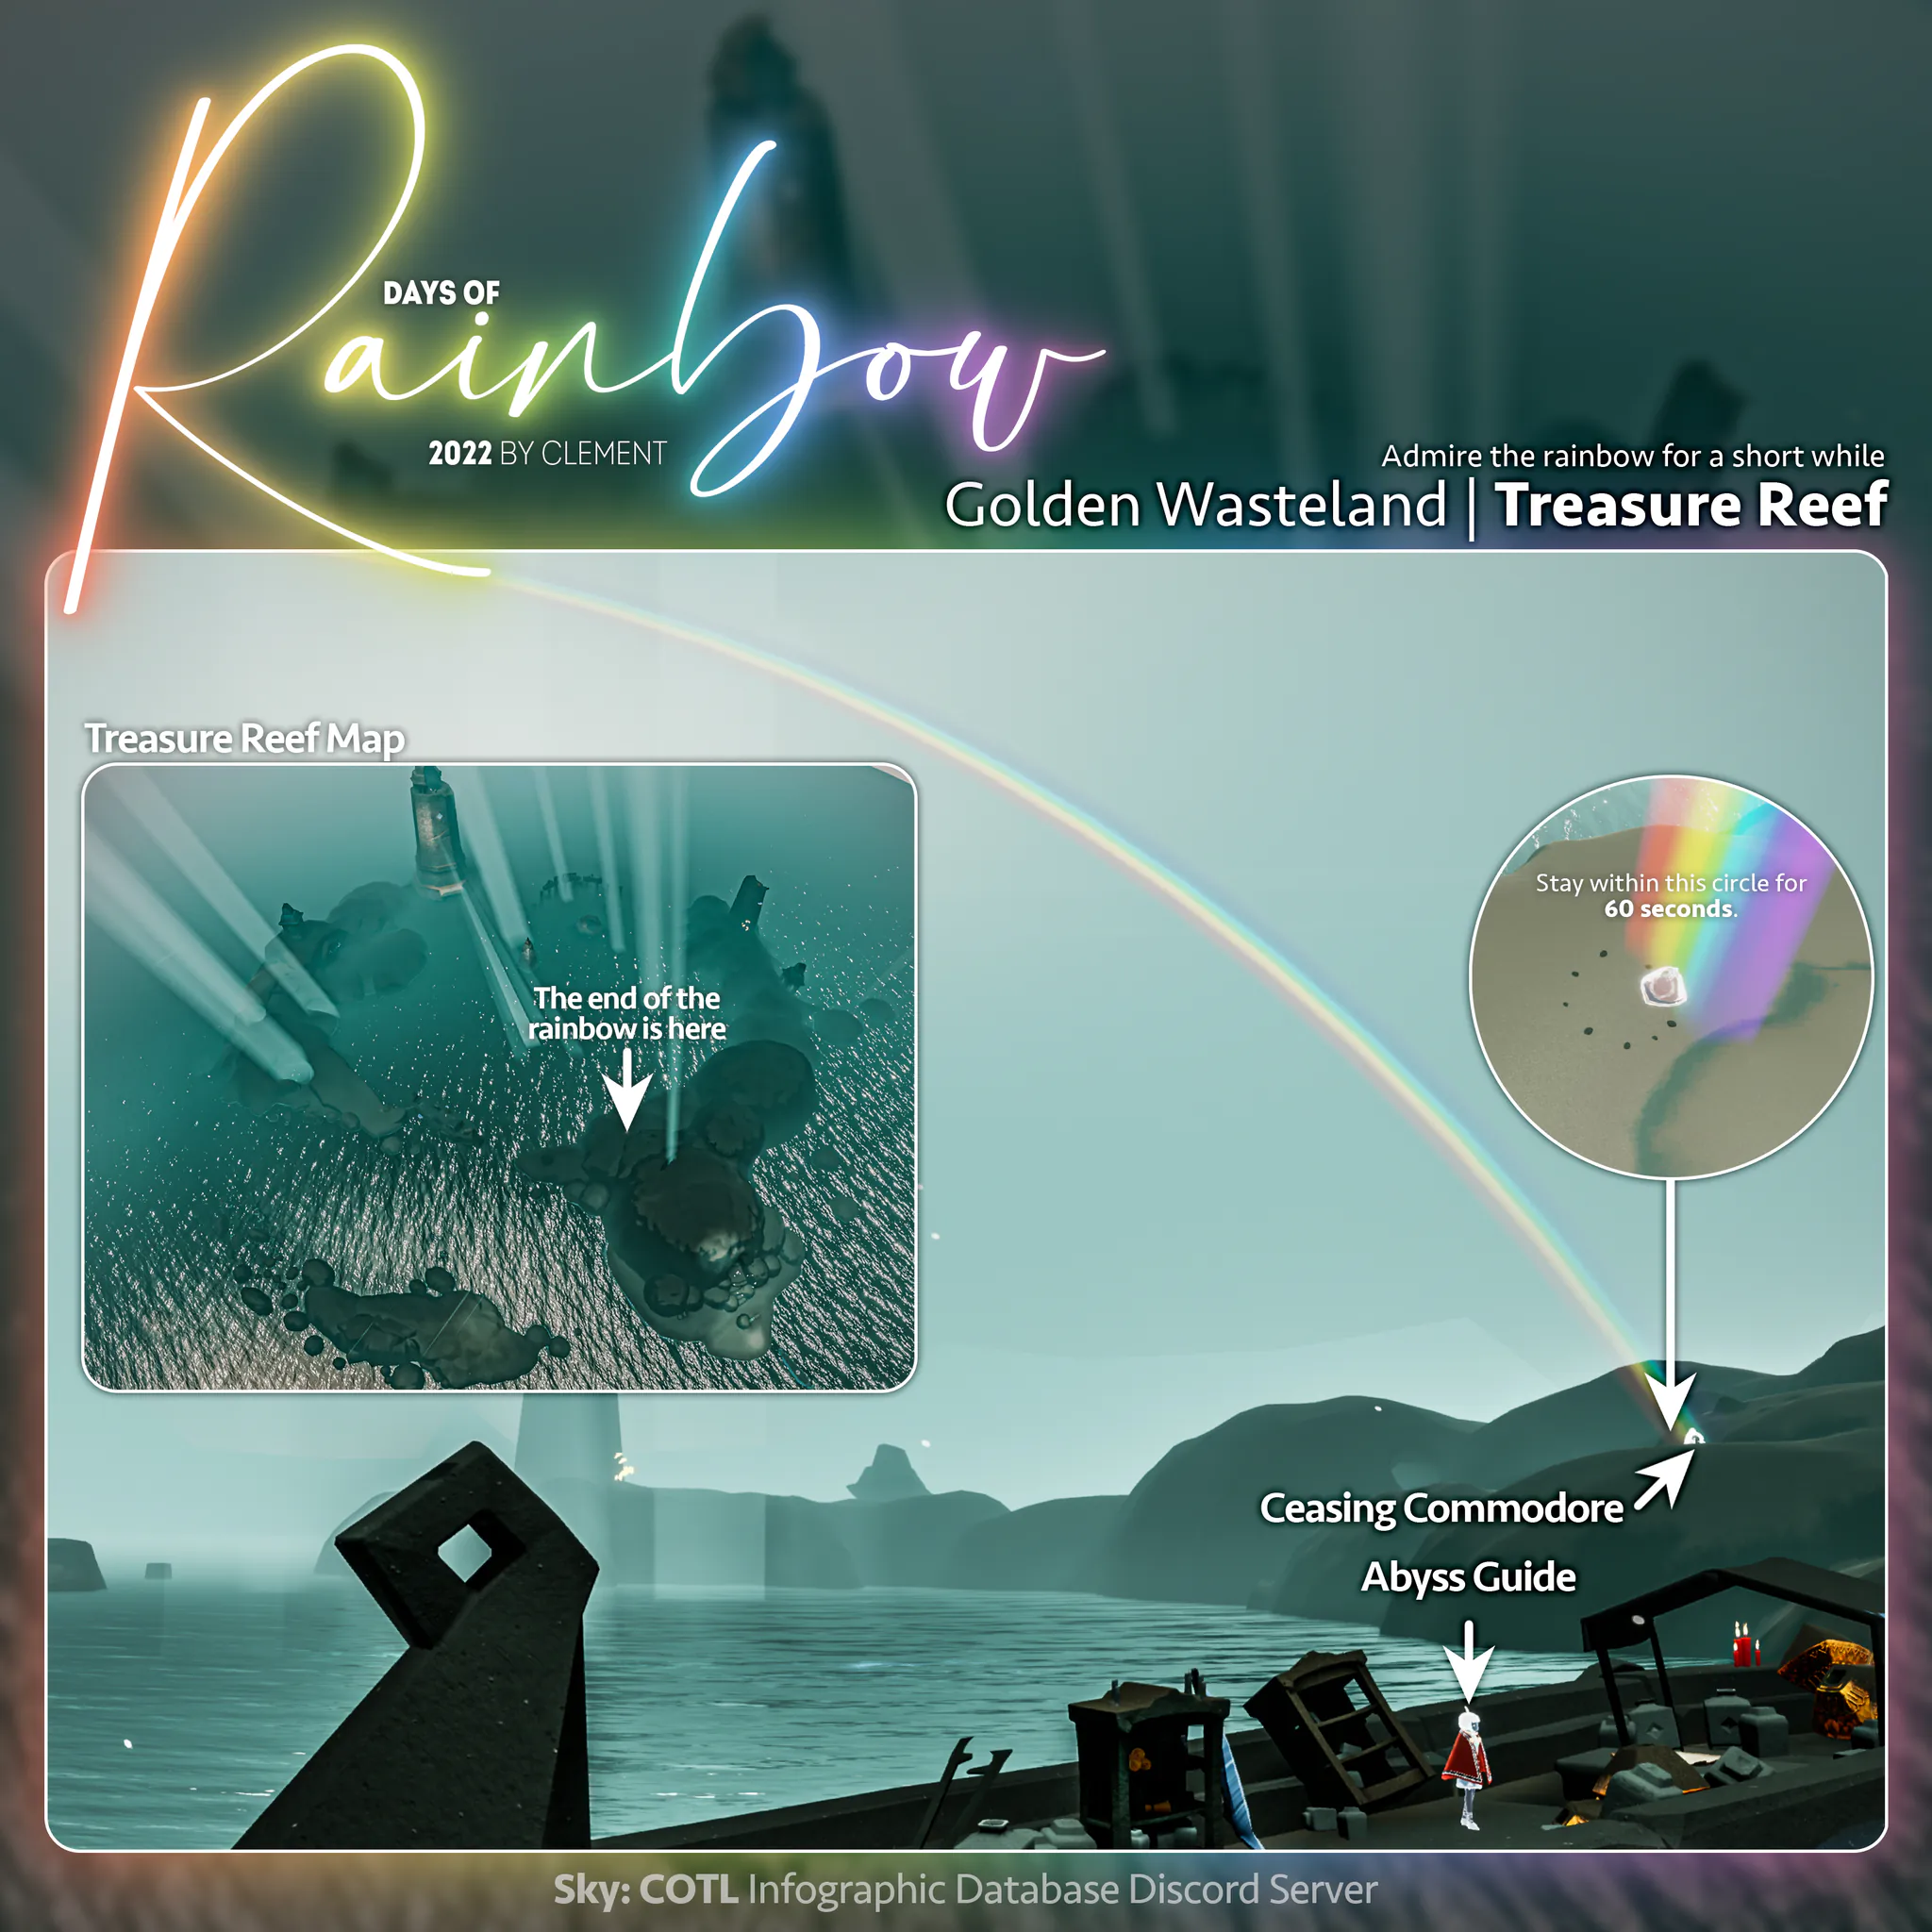 DAYS OF
Rainbow
2022 BY CLEMENT
Admire the rainbow for a short while
Golden Wasteland | Treasure Reef
Treasure Reef Map
The end of the
rainbow is here
Stay within this circle for
60 seconds.
Ceasing Commodore
Abyss Guide
Sky: COTL Infographic Database Discord Server